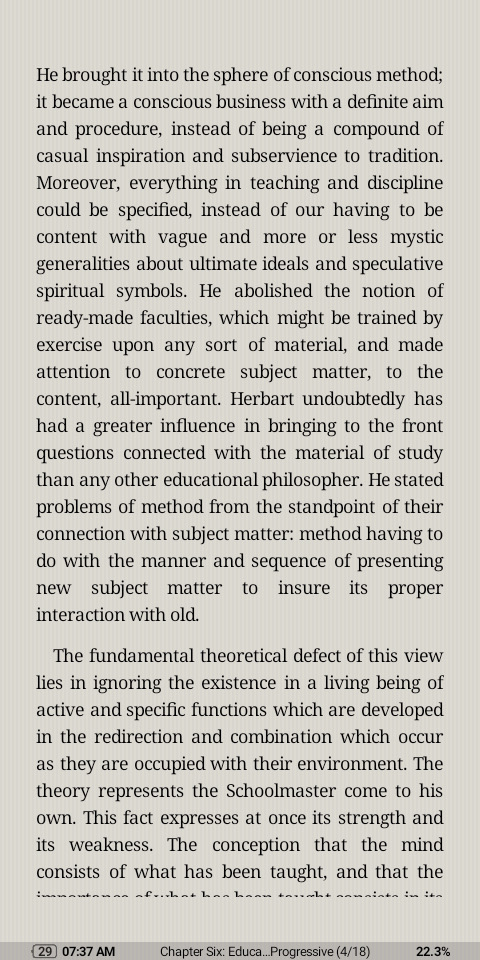 He brought it into the sphere of conscious method;
it became a conscious business with a definite aim
and procedure, instead of being a compound of
casual inspiration and subservience to tradition.
Moreover, everything in teaching and discipline
could be specified, instead of our having to be
content with vague and more or less mystic
generalities about ultimate ideals and speculative
spiritual symbols. He abolished the notion of
ready-made faculties, which might be trained by
exercise upon any sort of material, and made
attention to concrete subject matter, to the
content, all-important. Herbart undoubtedly has
had a greater influence in bringing to the front
questions connected with the material of study
than any other educational philosopher. He stated
problems of method from the standpoint of their
connection with subject matter: method having to
do with the manner and sequence of presenting
new subject matter to insure its proper
interaction with old.
The fundamental theoretical defect of this view
lies in ignoring the existence in a living being of
active and specific functions which are developed
in the redirection and combination which occur
as they are occupied with their environment. The
theory represents the Schoolmaster come to his
own. This fact expresses at once its strength and
its weakness. The conception that the mind
consists of what has been taught, and that the
importance of what has been taught consists in its
29 07:37 AM Chapter Six: Educa...Progressive (4/18) 22.3%